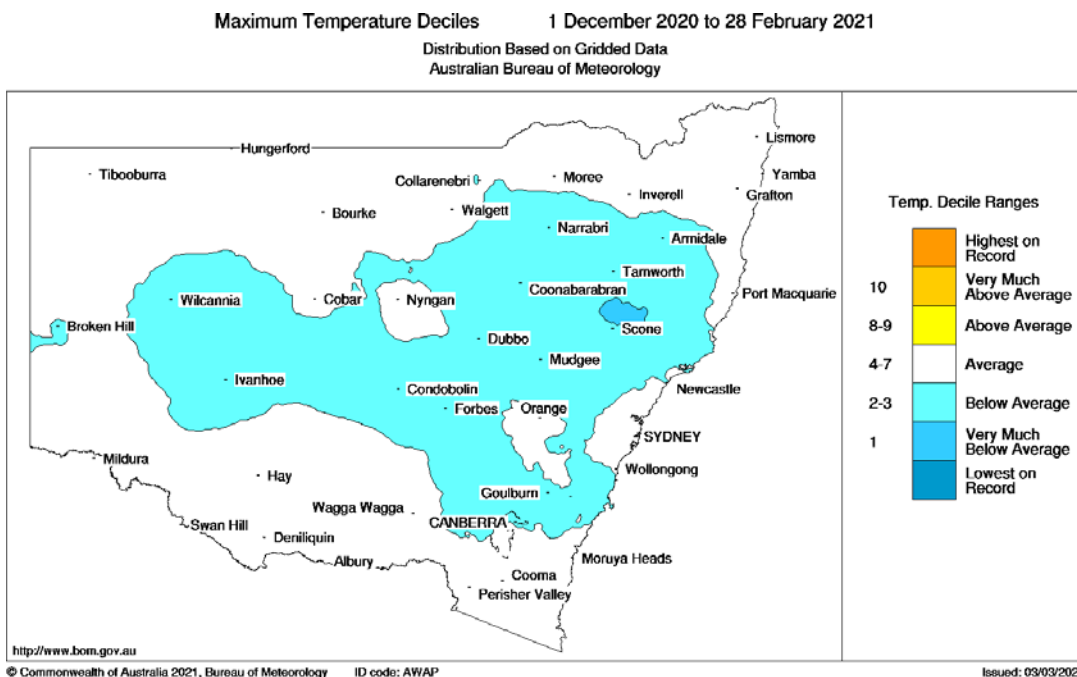 Maximum Temperature Deciles 1 December 2020 to 28 February 2021
Distribution Based on Gridded Data
Australian Bureau of Meteorology
Hungerford
Lismore
Tibooburra
Collarenebri
Moree
Yamba
Inverell
Grafton
Bourke
Walgett
Narrabri
Armidale
Tamworth
Coonabarabran
Port Macquarie
Wilcannia
Cobar
Nyngan
Broken Hill
Scone
Dubbo
Mudgee
Ivanhoe
Condobolin
Newcastle
Forbes
Orange
SYDNEY
Mildura
Wollongong
Hay
Goulburn
Wagga Wagga
CANBERRA
Swan Hill
Deniliquin
Albury
Moruya Heads
Cooma
Perisher Valley
Temp. Decile Ranges
Highest on
Record
10 Very Much
Above Average
8-9 Above Average
4-7 Average
2-3 Below Average
1 Very Much
Below Average
Lowest on
Record
http://www.bom.gov.au
© Commonwealth of Australia 2021, Bureau of Meteorology ID code: AWAP Issued: 03/03/202